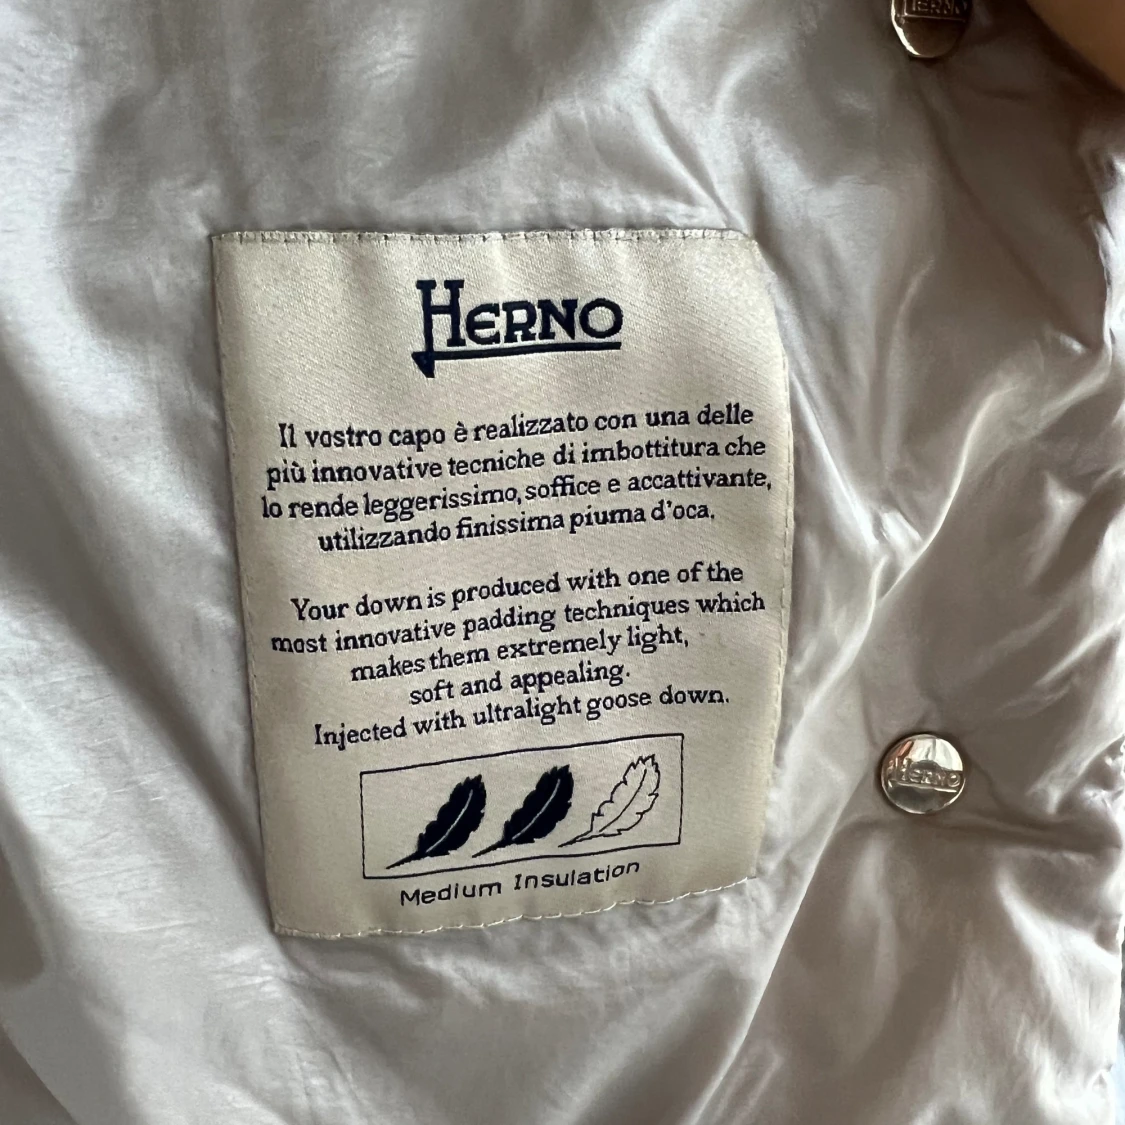 HERNO
HERNO
Il vostro capo è realizzato con una delle
più innovative tecniche di imbottitura che
lo rende leggerissimo, soffice e accattivante,
utilizzando finissima piuma d'oca.
Your down is produced with one of the
most innovative padding techniques which
makes them extremely light,
soft and appealing.
Injected with ultralight goose down.
HERNO
Medium Insulation